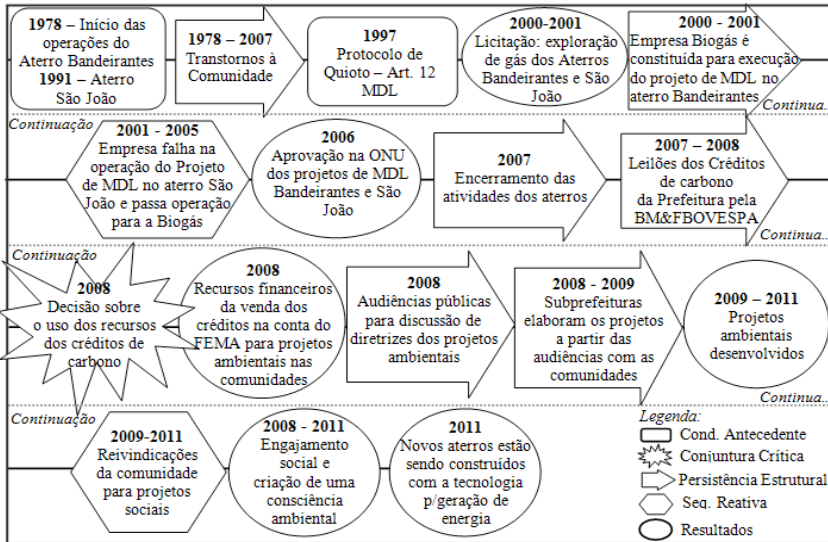 1978 – Início das
operações do
Aterro Bandeirantes
1991 – Aterro
São João
1978 – 2007
Transtornos à
Comunidade
1997
Protocolo de
Quioto – Art. 12
MDL
2000-2001
Licitação: exploração
de gás dos Aterros
Bandeirantes e São
João
2000 - 2001
Empresa Biogás é
constituída para execução
do projeto de MDL no
aterro Bandeirantes
Continua..
Continuação
2001 - 2005
Empresa falha na
operação do Projeto
de MDL no aterro São
João e passa operação
para a Biogás
2006
Aprovação na ONU
dos projetos de MDL
Bandeirantes e São
João
2007
Encerramento das
atividades dos aterros
2007 – 2008
Leilões dos Créditos
de carbono
da Prefeitura pela
BM&FBOVESPA
Continua..
Continuação
2008
Decisão sobre
o uso dos recursos
dos créditos de
carbono
2008
Recursos financeiros
da venda dos
créditos na conta do
FEMA para projetos
ambientais nas
comunidades
2008
Audiências públicas
para discussão de
diretrizes dos projetos
ambientais
2008 - 2009
Subprefeituras
elaboram os projetos
a partir das
audiências com as
comunidades
2009 – 2011
Projetos
ambientais
desenvolvidos
Continua..
Continuação
2009-2011
Reivindicações
da comunidade
para projetos
sociais
2008 - 2011
Engajamento
social e
criação de uma
consciência
ambiental
2011
Novos aterros estão
sendo construídos
com a tecnologia
p/geração de
energia
Legenda:
Cond. Antecedente
Conjuntura Crítica
Persistência Estrutural
Seq. Reativa
Resultados